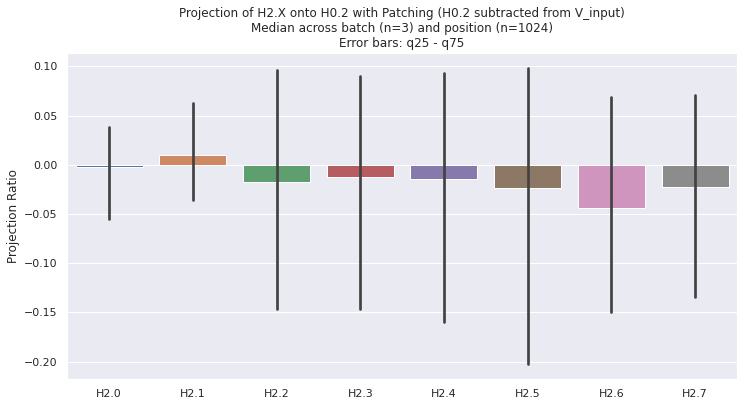 Projection of H2.X onto H0.2 with Patching (H0.2 subtracted from V_input)
Median across batch (n=3) and position (n=1024)
Error bars: q25 - q75
Projection Ratio
0.10
0.05
0.00
−0.05
−0.10
−0.15
−0.20
H2.0 H2.1 H2.2 H2.3 H2.4 H2.5 H2.6 H2.7